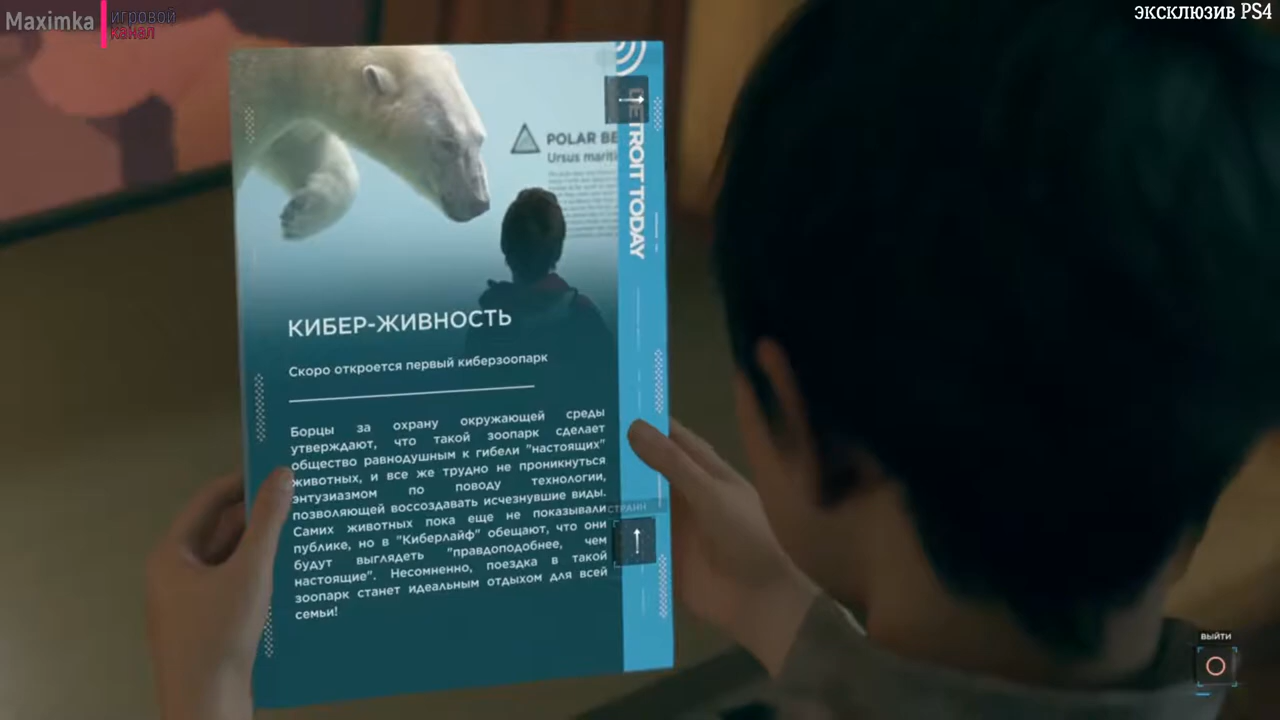 Maximka
игровой
канал
эксклюзив PS4
DETROIT TODAY
POLAR BE
Ursus mariti
КИБЕР-ЖИВНОСТЬ
Скоро откроется первый киберзоопарк
Борцы за охрану окружающей среды
утверждают, что такой зоопарк сделает
общество равнодушным к гибели "настоящих"
животных, и все же трудно не проникнуться
энтузиазмом по поводу технологии,
позволяющей воссоздавать исчезнувшие виды.
Самих животных пока еще не показывали
публике, но в "Киберлайф" обещают, что они
будут выглядеть "правдоподобнее, чем
настоящие". Несомненно, поездка в такой
зоопарк станет идеальным отдыхом для всей
семьи!
СТРАНИ
ВЫЙТИ